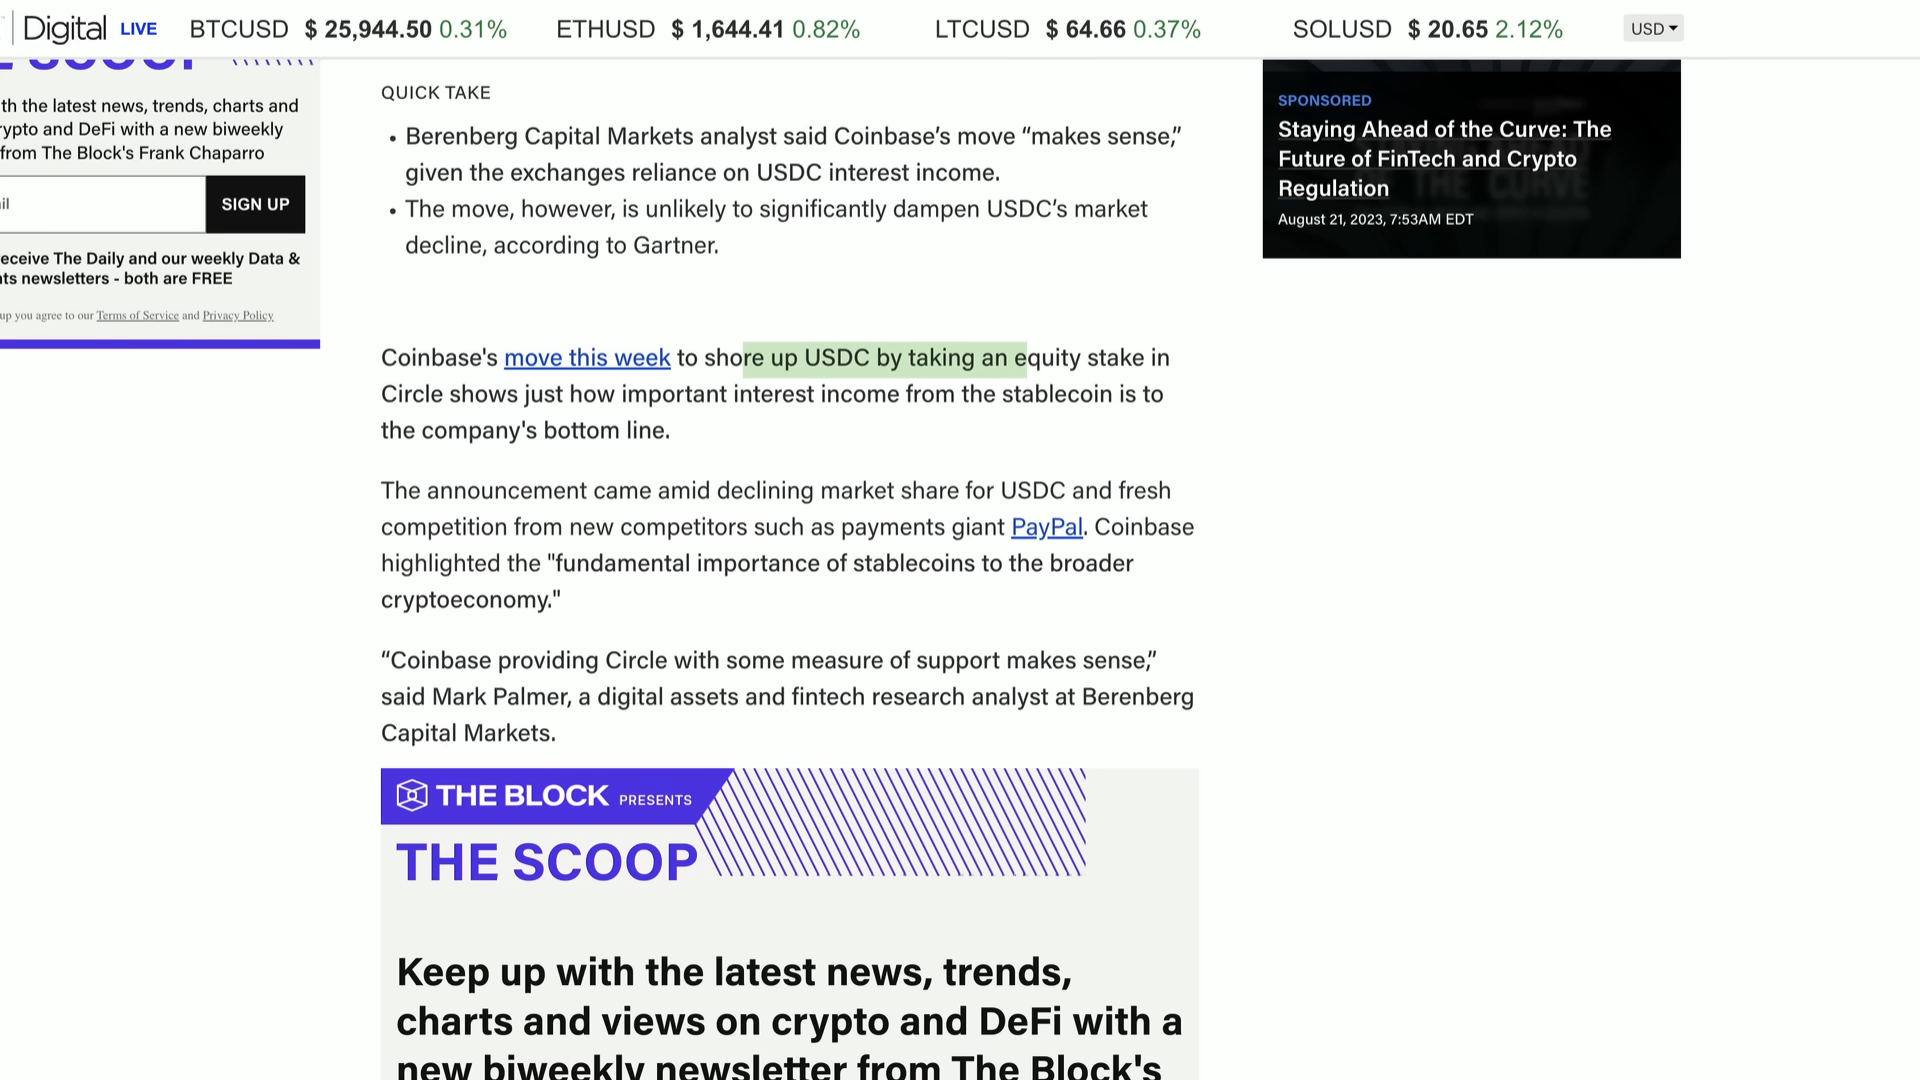 Digital LIVE BTCUSD $ 25,944.50 0.31% ETHUSD $ 1,644.41 0.82% LTCUSD $ 64.66 0.37% SOLUSD $ 20.65 2.12% USD
with the latest news, trends, charts and
crypto and DeFi with a new biweekly
from The Block's Frank Chaparro
SIGN UP
receive The Daily and our weekly Data &
newsletters - both are FREE
up you agree to our Terms of Service and Privacy Policy
QUICK TAKE
• Berenberg Capital Markets analyst said Coinbase’s move “makes sense,”
given the exchanges reliance on USDC interest income.
• The move, however, is unlikely to significantly dampen USDC’s market
decline, according to Gartner.
Coinbase's move this week to shore up USDC by taking an equity stake in
Circle shows just how important interest income from the stablecoin is to
the company's bottom line.
The announcement came amid declining market share for USDC and fresh
competition from new competitors such as payments giant PayPal. Coinbase
highlighted the "fundamental importance of stablecoins to the broader
cryptoeconomy."
“Coinbase providing Circle with some measure of support makes sense,”
said Mark Palmer, a digital assets and fintech research analyst at Berenberg
Capital Markets.
THE BLOCK PRESENTS
THE SCOOP
Keep up with the latest news, trends,
charts and views on crypto and DeFi with a
new biweekly newsletter from The Block's
SPONSORED
Staying Ahead of the Curve: The
Future of FinTech and Crypto
Regulation
August 21, 2023, 7:53AM EDT